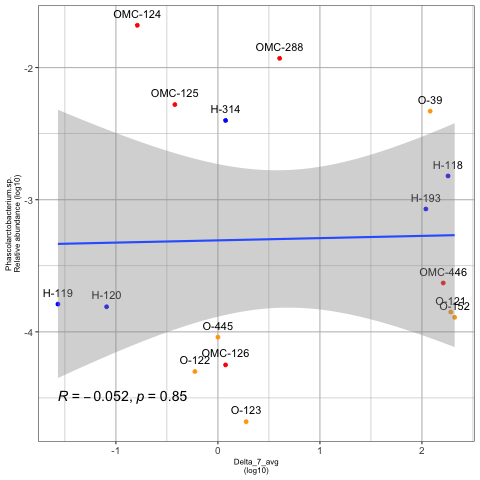 OMC-124
OMC-288
OMC-125
O-39
H-314
H-118
H-193
OMC-446
H-119
H-120
O-121
O-152
O-445
O-122
OMC-126
O-123
R = −0.052, p = 0.85
-2
-3
-4
-1
0
1
2
Phascolarctobacterium.sp.
Relative abundance (log10)
Delta_7_avg
(log10)